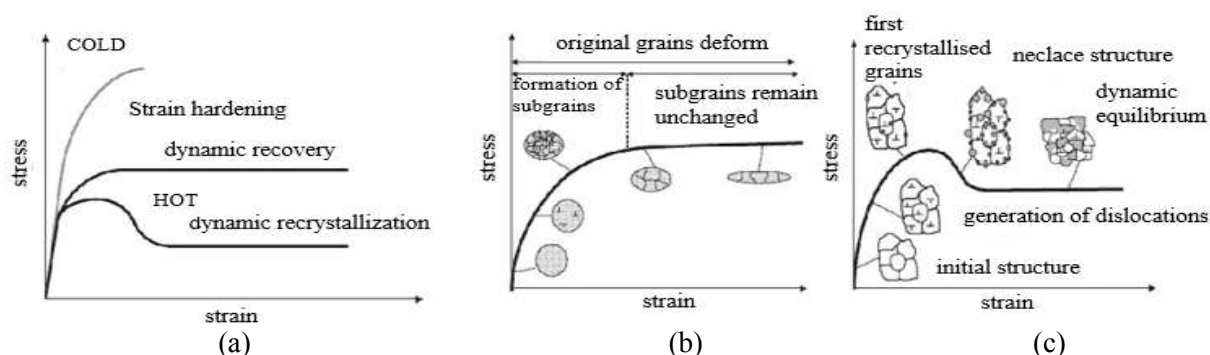 COLD
Strain hardening
dynamic recovery
HOT
dynamic recrystallization
stress
strain
(a)
original grains deform
formation of
subgrains
subgrains remain
unchanged
stress
strain
(b)
first
recrystallised
grains
neclace structure
dynamic
equilibrium
generation of dislocations
initial structure
stress
strain
(c)